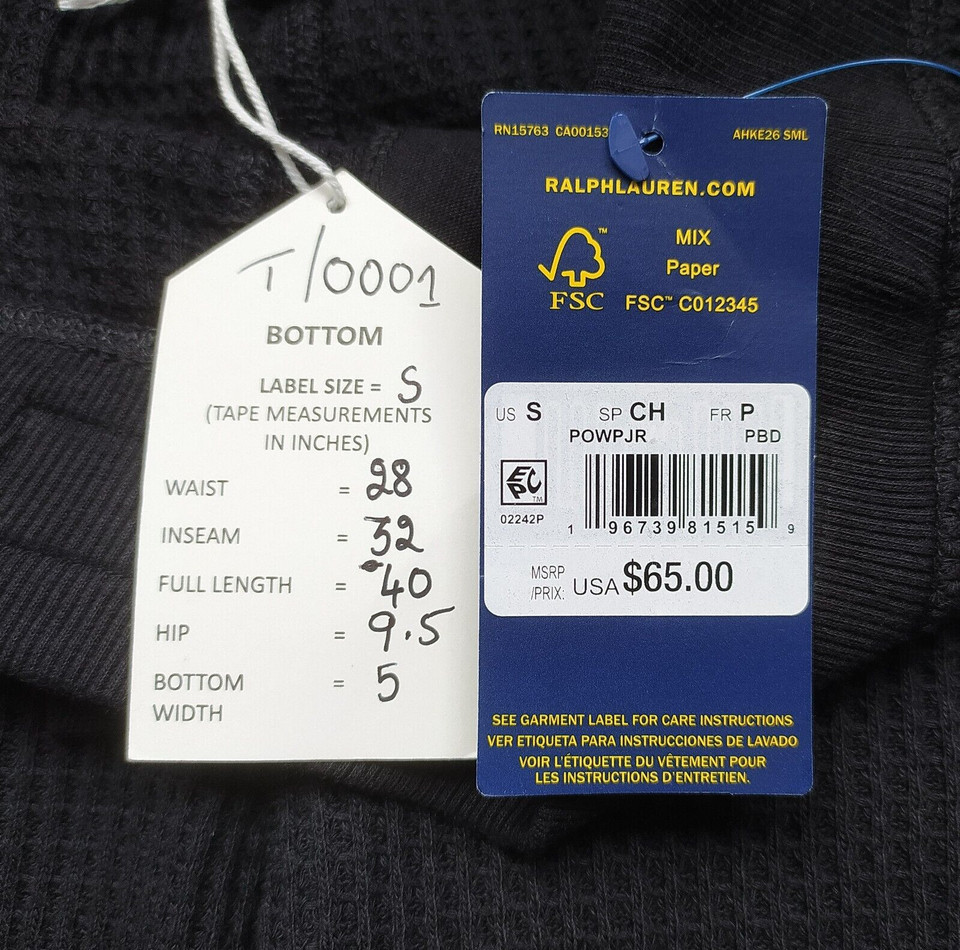 T/0001
BOTTOM
LABEL SIZE = S
(TAPE MEASUREMENTS
IN INCHES)
WAIST = 28
INSEAM = 32
FULL LENGTH = 40
HIP = 9.5
BOTTOM = 5
WIDTH
RN15763 CA00153
AHKE26 SML
RALPHLAUREN.COM
FSC™
MIX
Paper
FSC™ C012345
US S SP CH FR P
POWPJR PBD
EPC™
02242P
1 96739 81515 9
MSRP
/PRIX: USA $65.00
SEE GARMENT LABEL FOR CARE INSTRUCTIONS
VER ETIQUETA PARA INSTRUCCIONES DE LAVADO
VOIR L'ÉTIQUETTE DU VÊTEMENT POUR
LES INSTRUCTIONS D'ENTRETIEN.